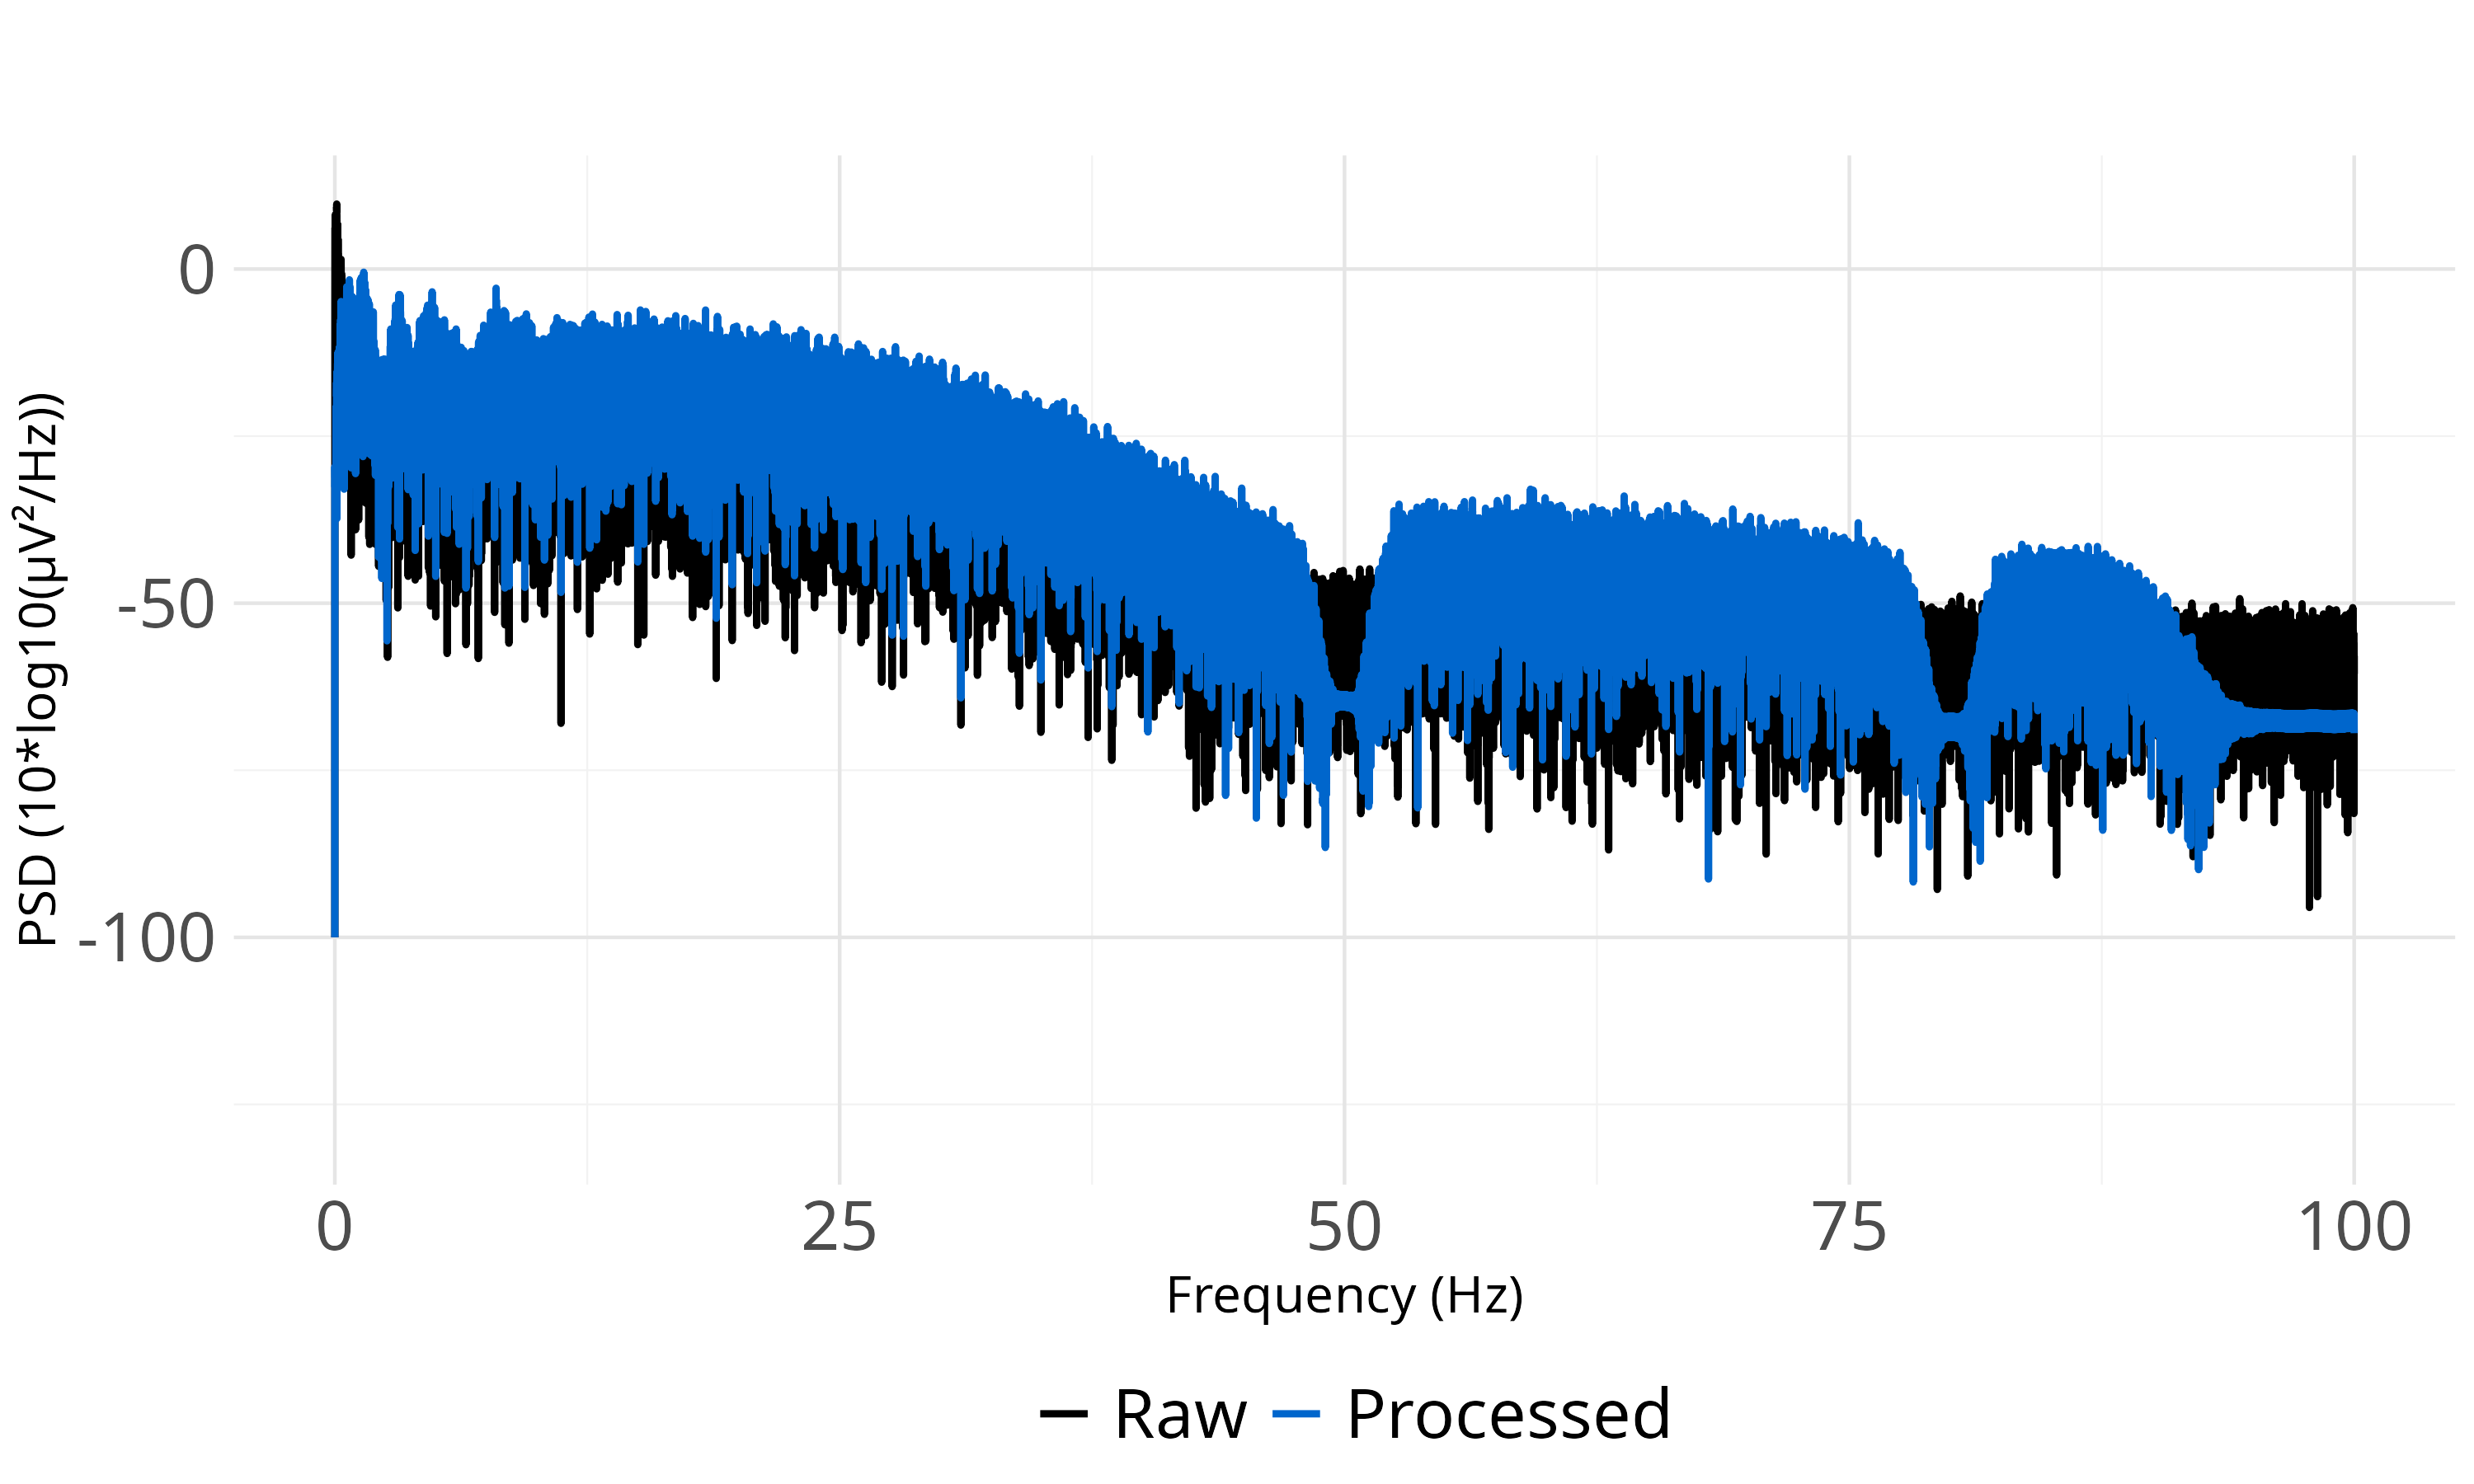 PSD (10*log10(µV²/Hz)))
0
-50
-100
0 25 50 75 100
Frequency (Hz)
Raw Processed